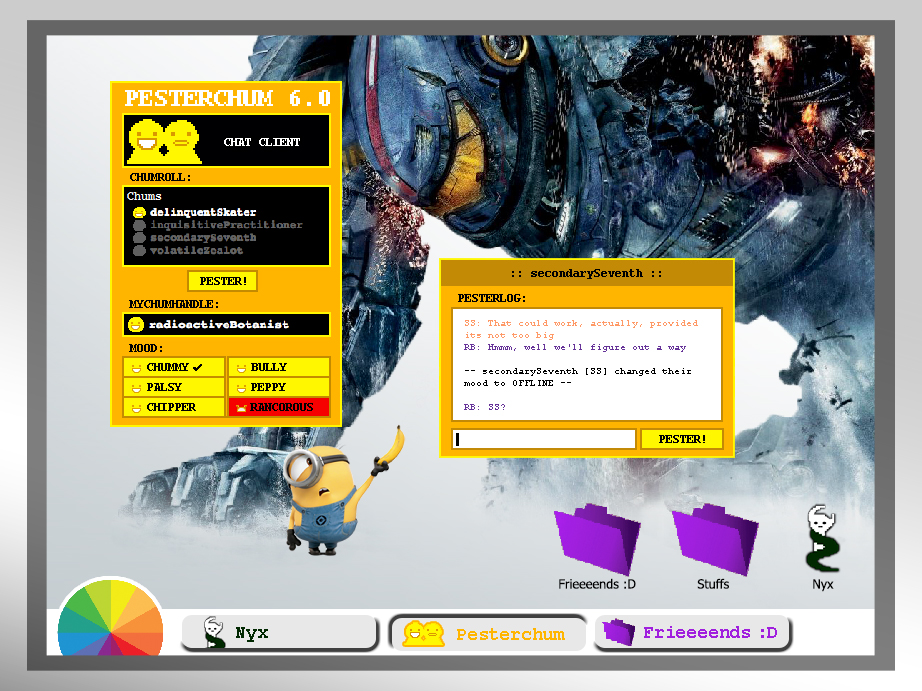 PESTERCHUM 6.0
CHAT CLIENT
CHUMROLL:
Chums
delinquentSkater
inquisitivePractitioner
secondarySeventh
volatileZealot
PESTER!
MYCHUMHANDLE:
radioactiveBotanist
MOOD:
CHUMMY
BULLY
PALSY
PEPPY
CHIPPER
RANCOROUS
:: secondarySeventh ::
PESTERLOG:
SS: That could work, actually, provided
its not too big
RB: Hmmm, well we'll figure out a way
-- secondarySeventh [SS] changed their
mood to OFFLINE --
RB: SS?
PESTER!
Frieeeends :D
Stuffs
Nyx
Nyx
Pesterchum
Frieeeends :D